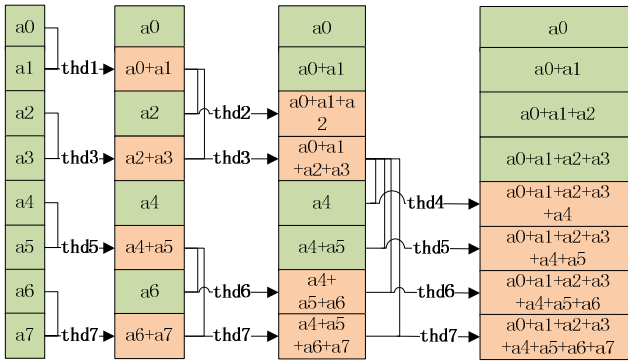 a0
a1
a2
a3
a4
a5
a6
a7
thd1
thd3
thd5
thd7
a0
a0+a1
a2
a2+a3
a4
a4+a5
a6
a6+a7
thd2
thd3
thd6
thd7
a0
a0+a1
a0+a1+a
2
a0+a1
+a2+a3
a4
a4+a5
a4+
a5+a6
a4+a5
+a6+a7
thd4
thd5
thd6
thd7
a0
a0+a1
a0+a1+a2
a0+a1+a2+a3
a0+a1+a2+a3
+a4
a0+a1+a2+a3
+a4+a5
a0+a1+a2+a3
+a4+a5+a6
a0+a1+a2+a3
+a4+a5+a6+a7